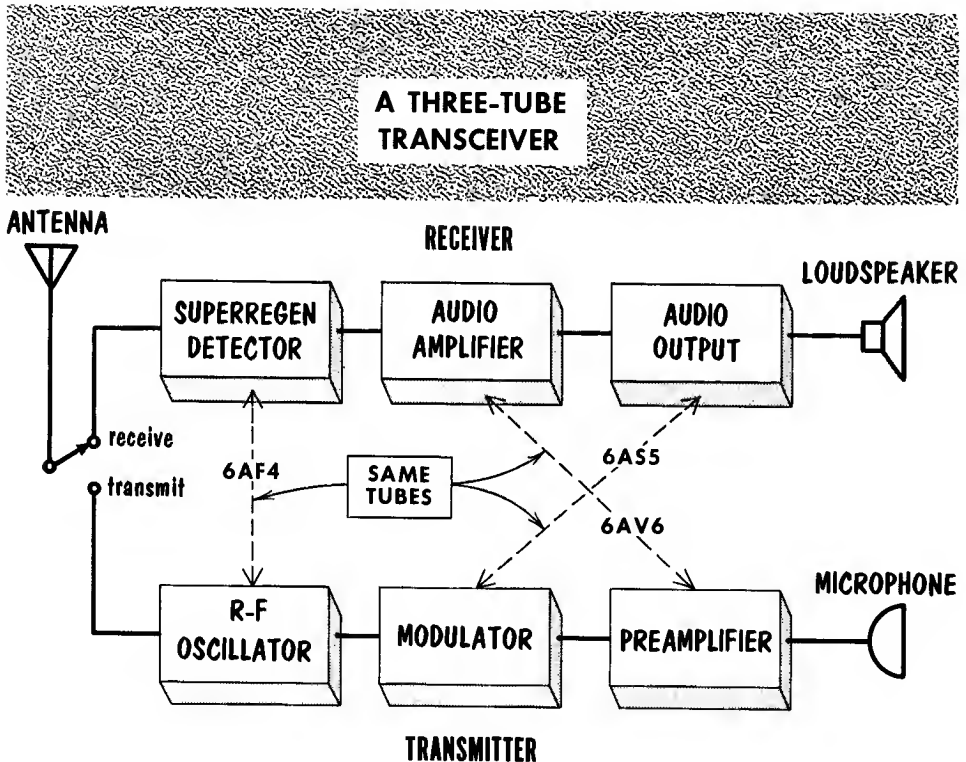 A THREE-TUBE
TRANSCEIVER
ANTENNA
RECEIVER
LOUDSPEAKER
SUPERREGEN
DETECTOR
AUDIO
AMPLIFIER
AUDIO
OUTPUT
receive
transmit
6AF4
SAME
TUBES
6AS5
6AV6
MICROPHONE
R-F
OSCILLATOR
MODULATOR
PREAMPLIFIER
TRANSMITTER